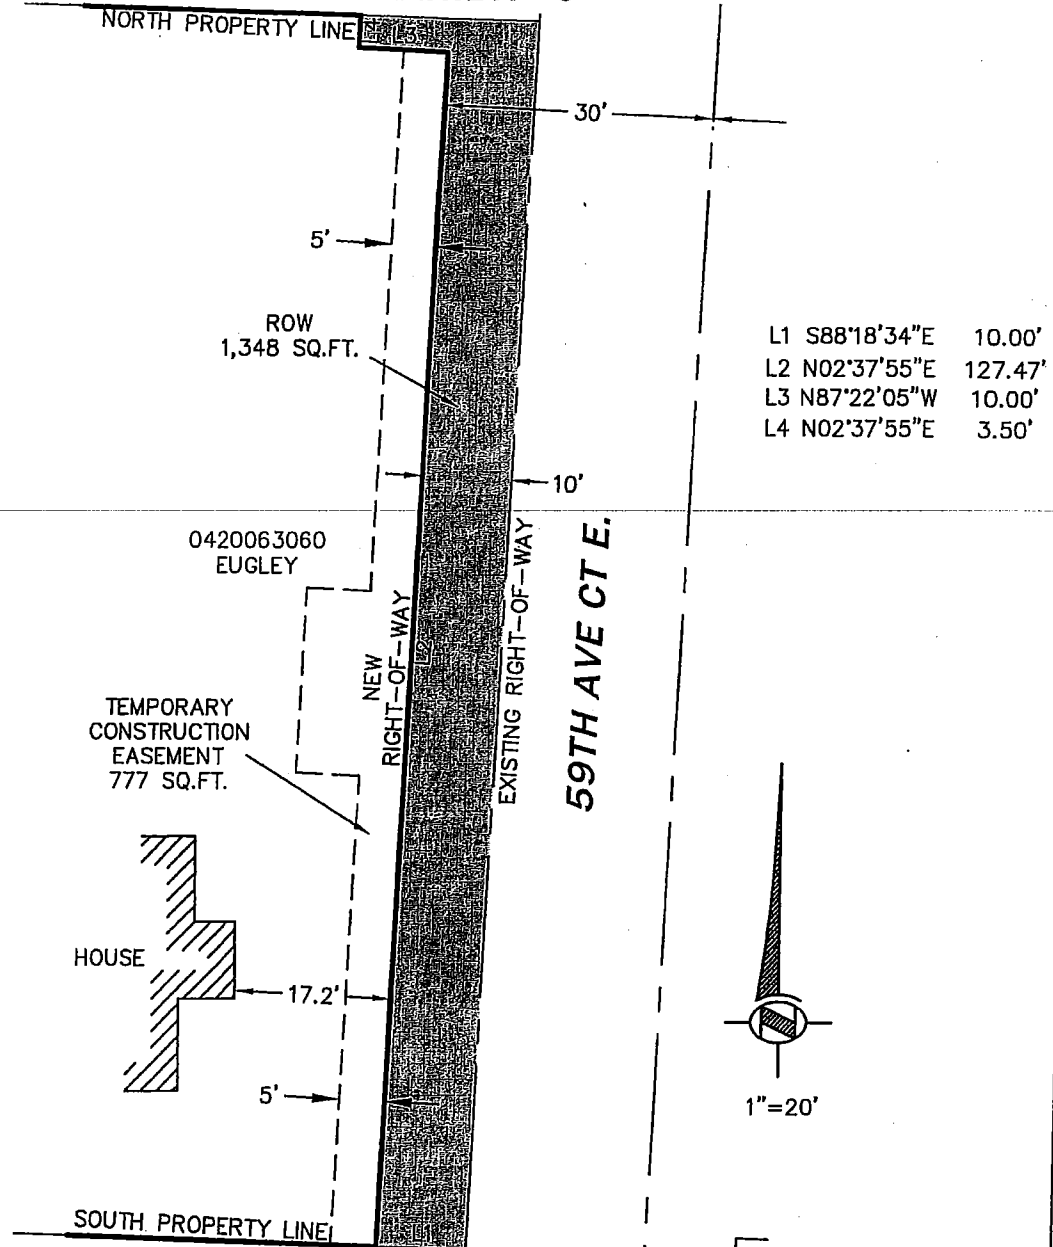 NORTH PROPERTY LINE
L3
30'
5'
ROW
1,348 SQ.FT.
L1 S88°18'34"E 10.00'
L2 N02°37'55"E 127.47'
L3 N87°22'05"W 10.00'
L4 N02°37'55"E 3.50'
10'
0420063060
EUGLEY
NEW
RIGHT-OF-WAY
L2
EXISTING RIGHT-OF-WAY
59TH AVE CT E.
TEMPORARY
CONSTRUCTION
EASEMENT
777 SQ.FT.
HOUSE
17.2'
5'
1"=20'
SOUTH PROPERTY LINE